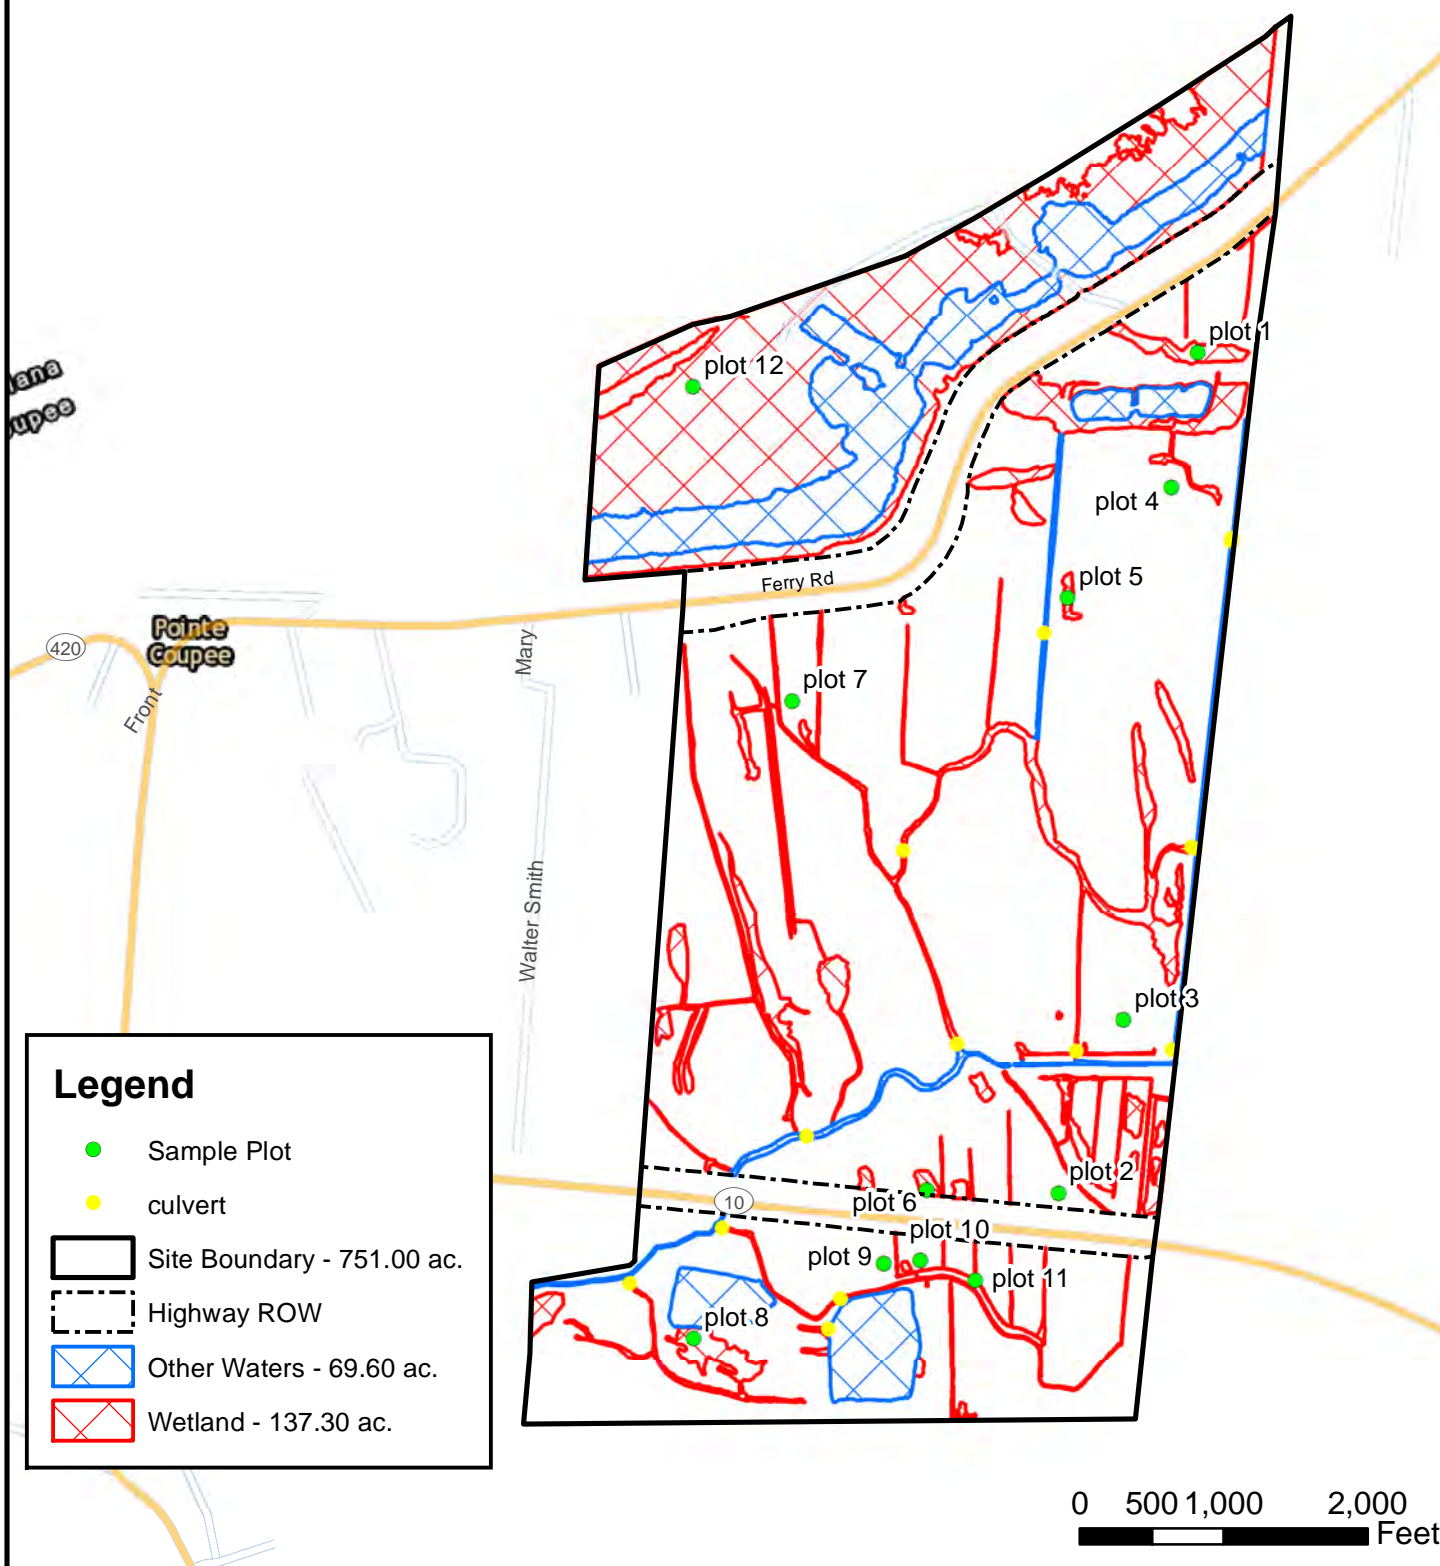 plot 1
plot 12
lana
oupee
plot 4
plot 5
Ferry Rd
Pointe
Coupee
420
Mary
Front
plot 7
Walter Smith
plot 3
plot 2
10
plot 6
plot 10
plot 9
plot 11
plot 8
Legend
Sample Plot
culvert
Site Boundary - 751.00 ac.
Highway ROW
Other Waters - 69.60 ac.
Wetland - 137.30 ac.
0 500 1,000 2,000
Feet